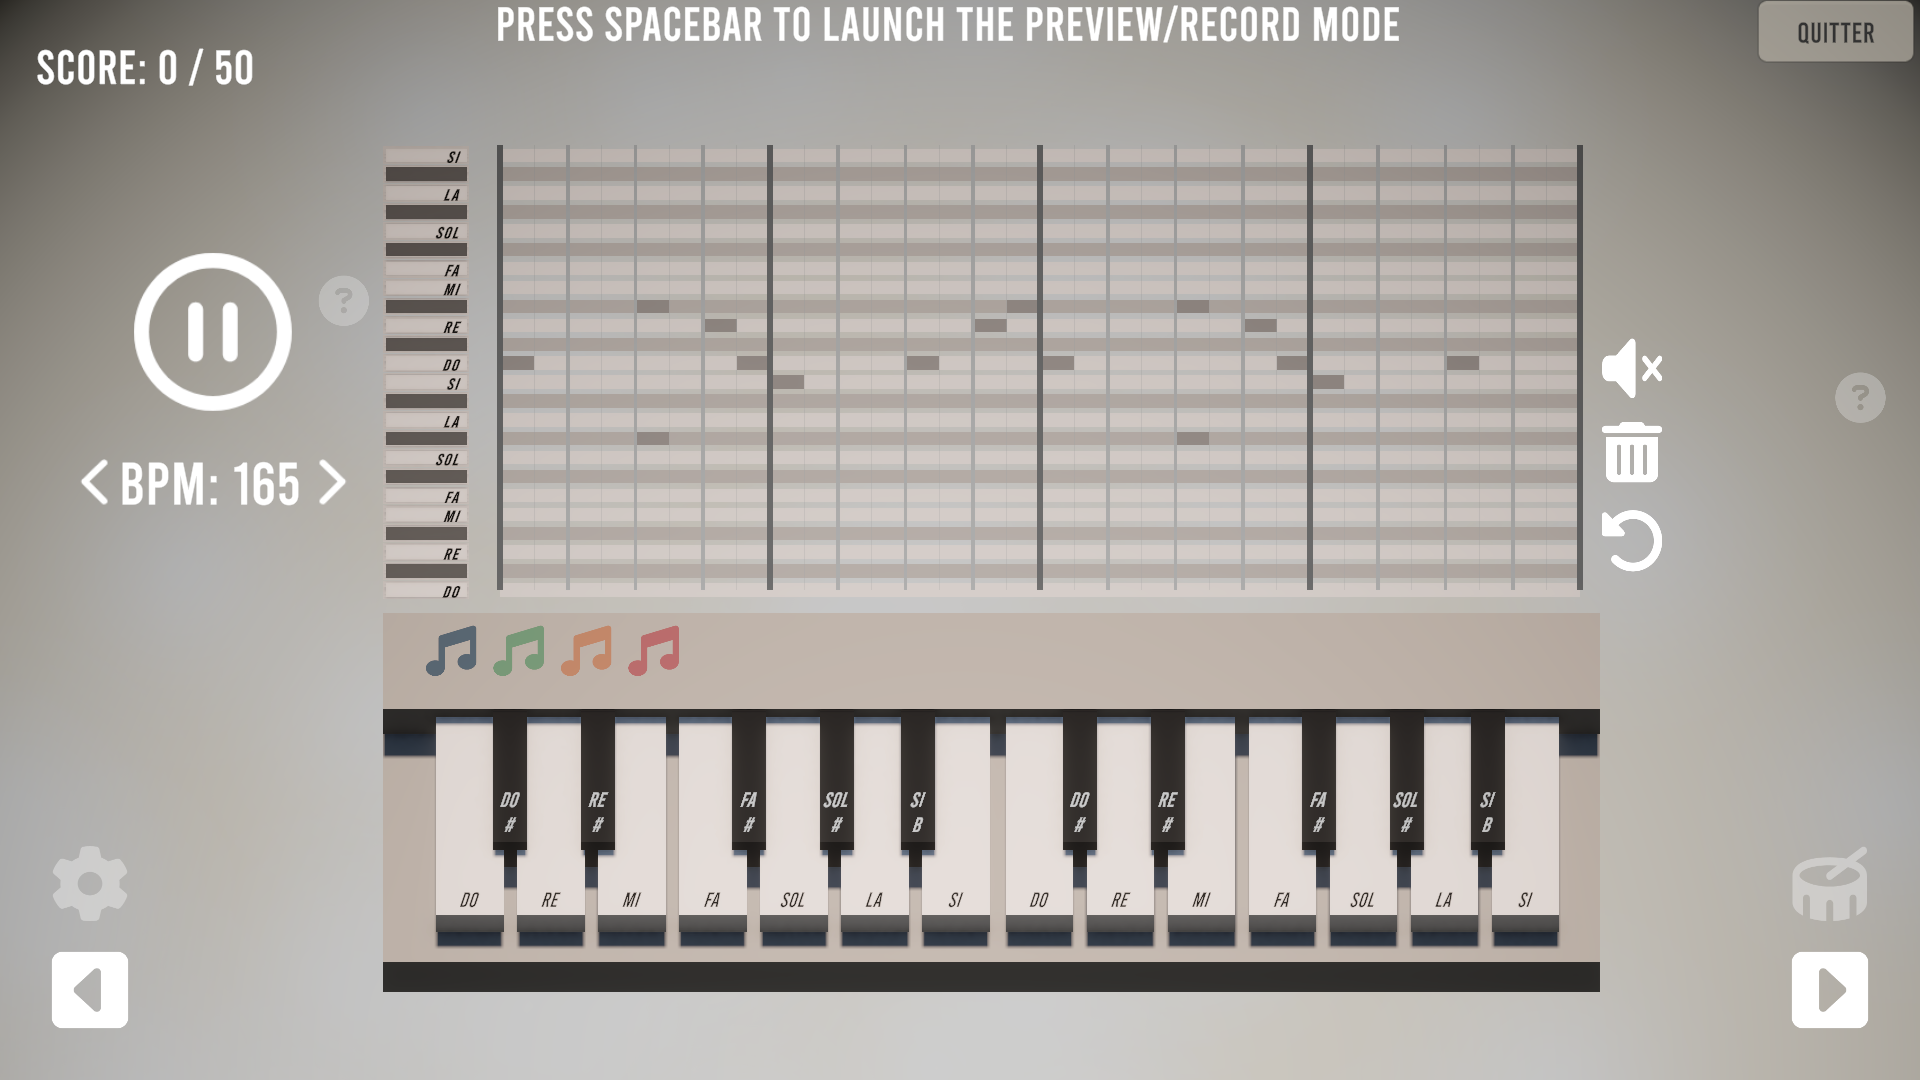 PRESS SPACEBAR TO LAUNCH THE PREVIEW/RECORD MODE
QUITTER
SCORE: 0 / 50
SI
LA
SOL
FA
MI
RE
DO
SI
LA
SOL
FA
MI
RE
DO
?
?
BPM: 165
DO #
RE #
FA #
SOL #
SI B
DO #
RE #
FA #
SOL #
SI B
DO
RE
MI
FA
SOL
LA
SI
DO
RE
MI
FA
SOL
LA
SI